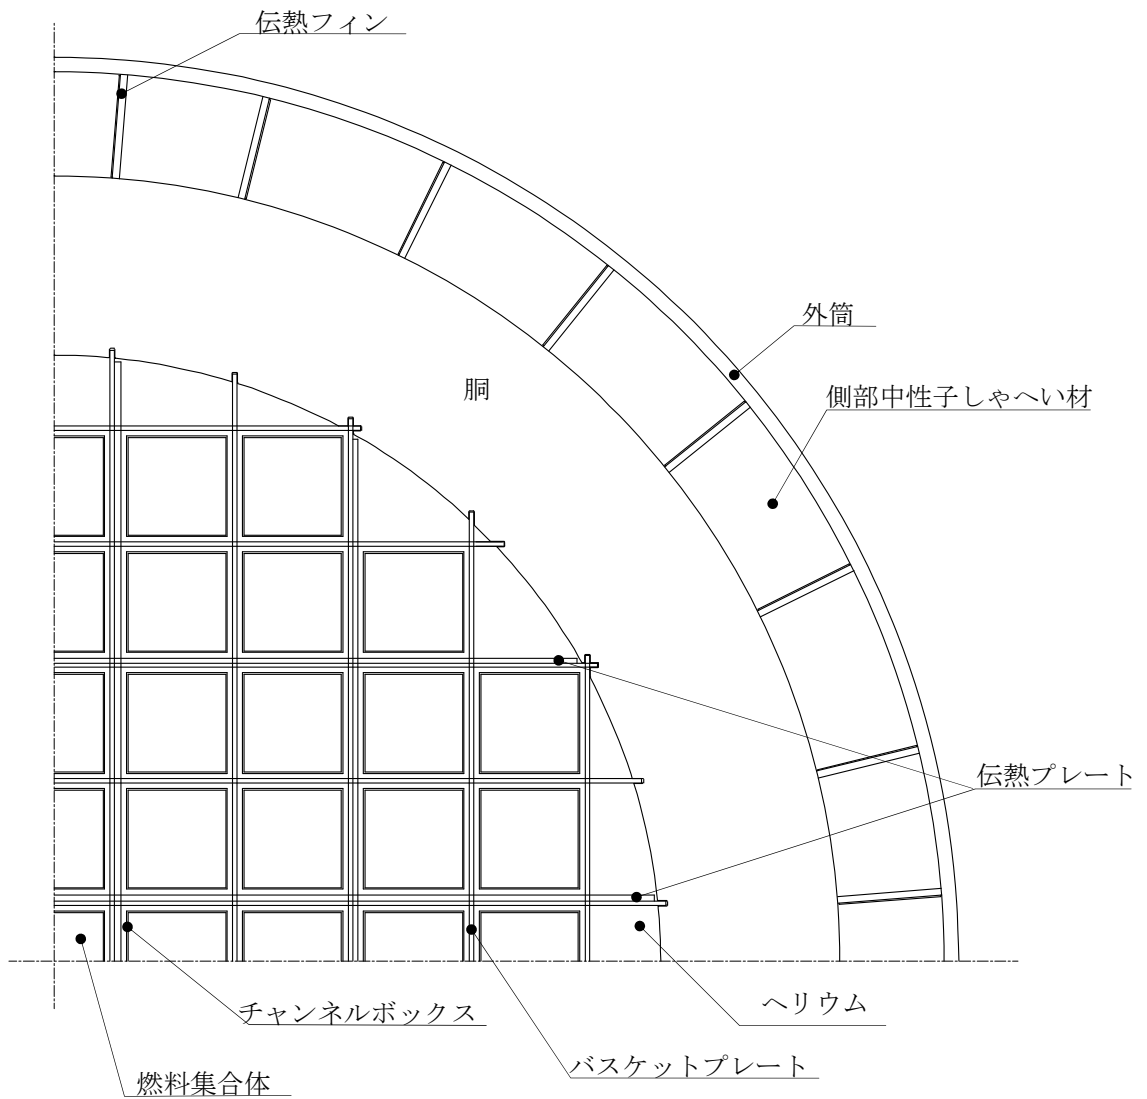 伝熱フィン
外筒
側部中性子しゃへい材
胴
伝熱プレート
ヘリウム
チャンネルボックス
バスケットプレート
燃料集合体